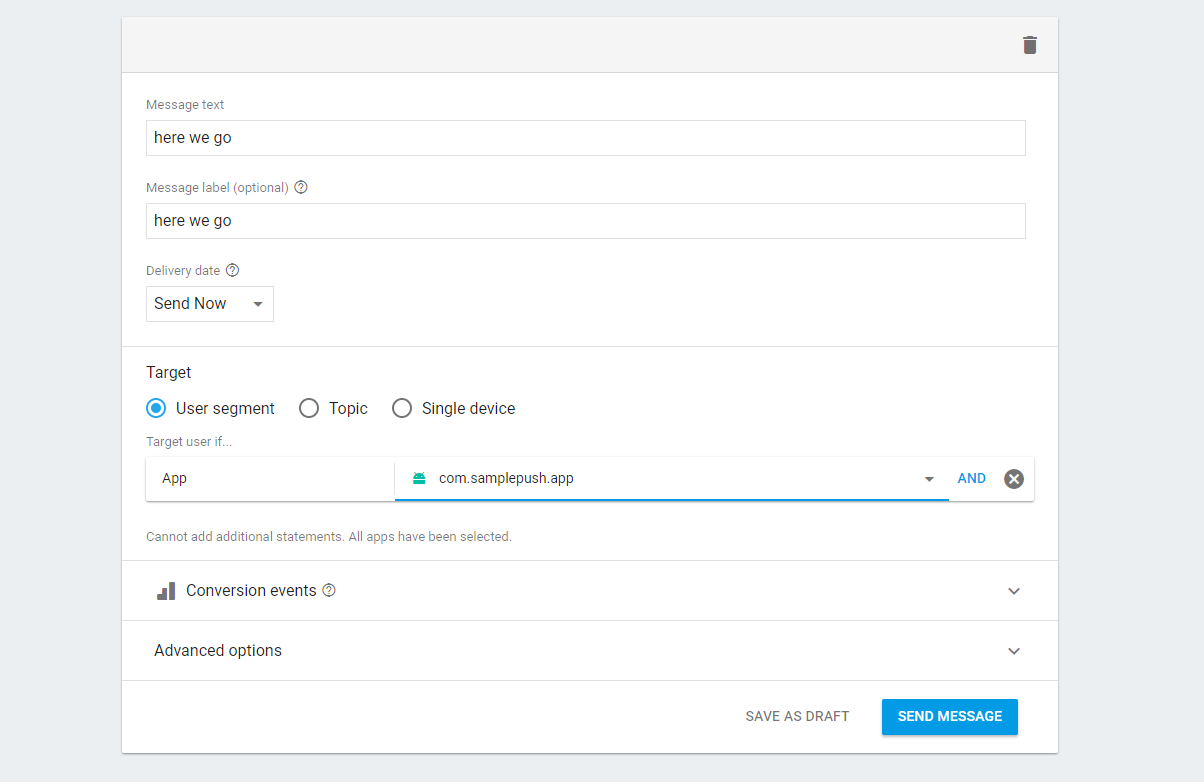 Message text
here we go
Message label (optional)
here we go
Delivery date
Send Now
Target
User segment Topic Single device
Target user if...
App com.samplepush.app AND
Cannot add additional statements. All apps have been selected.
Conversion events
Advanced options
SAVE AS DRAFT SEND MESSAGE